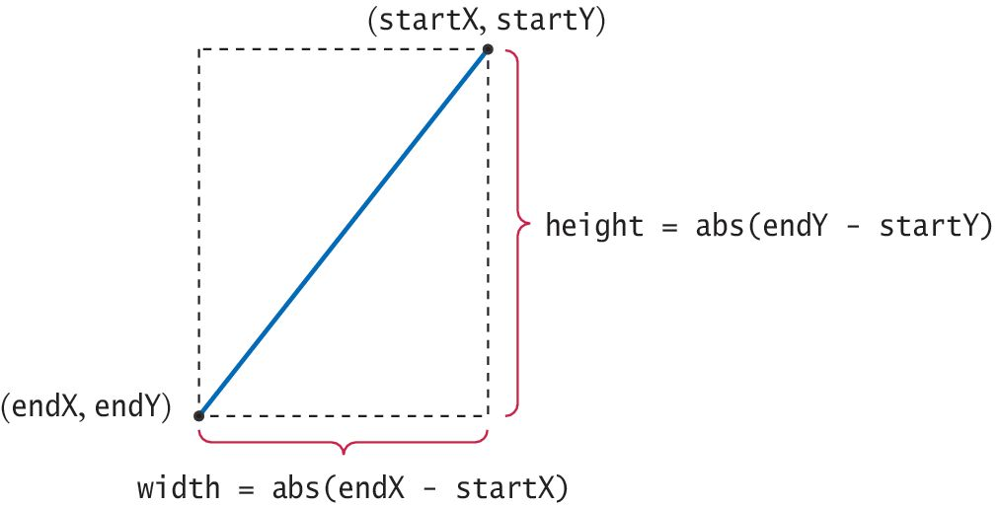 (startX, startY)
height = abs(endY - startY)
(endX, endY)
width = abs(endX - startX)